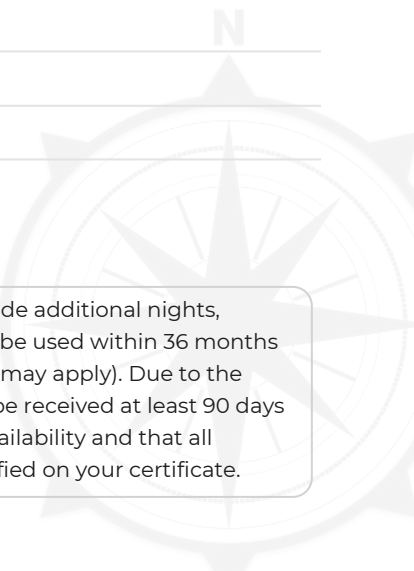 N
de additional nights,
be used within 36 months
may apply). Due to the
be received at least 90 days
ailability and that all
fied on your certificate.